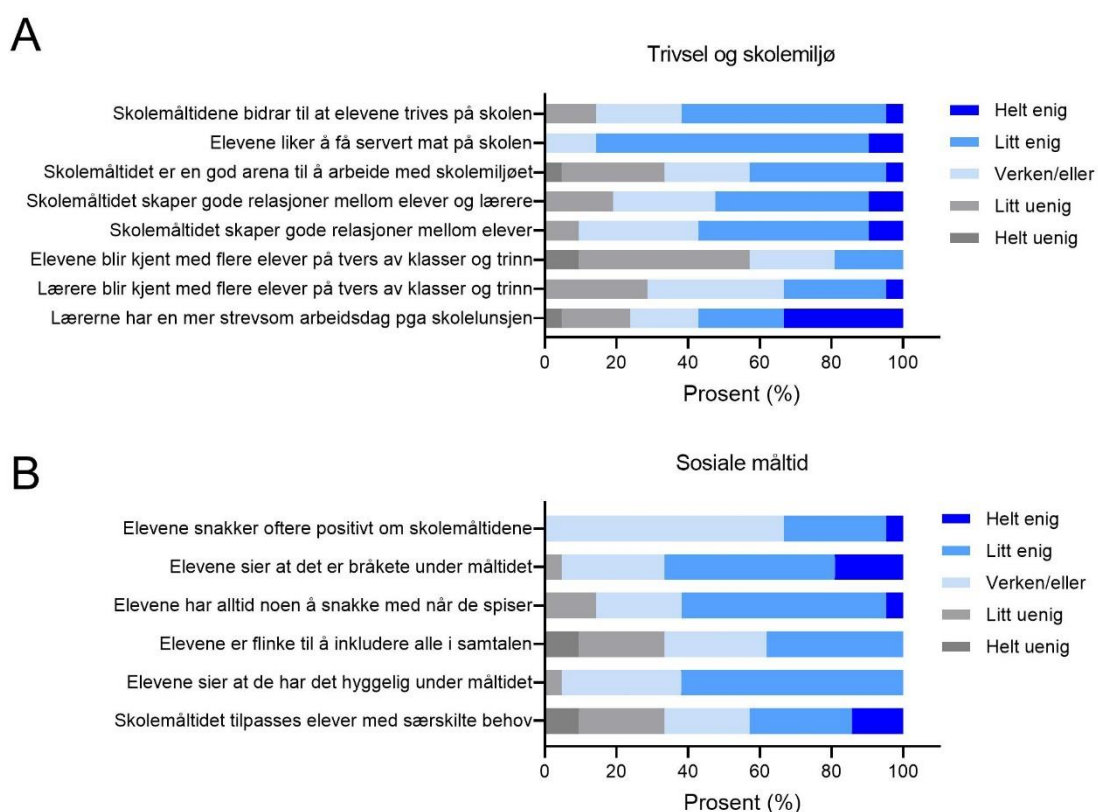 A
Trivsel og skolemiljø
Skolemåltidene bidrar til at elevene trives på skolen
Elevene liker å få servert mat på skolen
Skolemåltidet er en god arena til å arbeide med skolemiljøet
Skolemåltidet skaper gode relasjoner mellom elever og lærere
Skolemåltidet skaper gode relasjoner mellom elever
Elevene blir kjent med flere elever på tvers av klasser og trinn
Lærere blir kjent med flere elever på tvers av klasser og trinn
Lærerne har en mer strevsom arbeidsdag pga skolelunsjen
0 20 40 60 80 100
Prosent (%)
Helt enig
Litt enig
Verken/eller
Litt uenig
Helt uenig
B
Sosiale måltid
Elevene snakker oftere positivt om skolemåltidene
Elevene sier at det er bråkete under måltidet
Elevene har alltid noen å snakke med når de spiser
Elevene er flinke til å inkludere alle i samtalen
Elevene sier at de har det hyggelig under måltidet
Skolemåltidet tilpasses elever med særskilte behov
0 20 40 60 80 100
Prosent (%)
Helt enig
Litt enig
Verken/eller
Litt uenig
Helt uenig